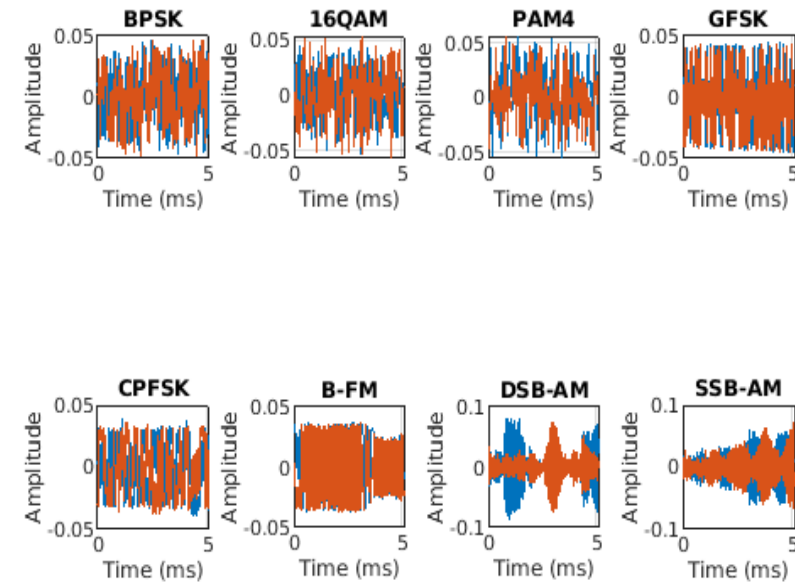 BPSK
0.05
0
-0.05
Amplitude
0
5
Time (ms)
16QAM
0.05
0
-0.05
Amplitude
0
5
Time (ms)
PAM4
0.05
0
-0.05
Amplitude
0
5
Time (ms)
GFSK
0.05
0
-0.05
Amplitude
0
5
Time (ms)
CPFSK
0.05
0
-0.05
Amplitude
0
5
Time (ms)
B-FM
0.05
0
-0.05
Amplitude
0
5
Time (ms)
DSB-AM
0.1
0
-0.1
Amplitude
0
5
Time (ms)
SSB-AM
0.1
0
-0.1
Amplitude
0
5
Time (ms)